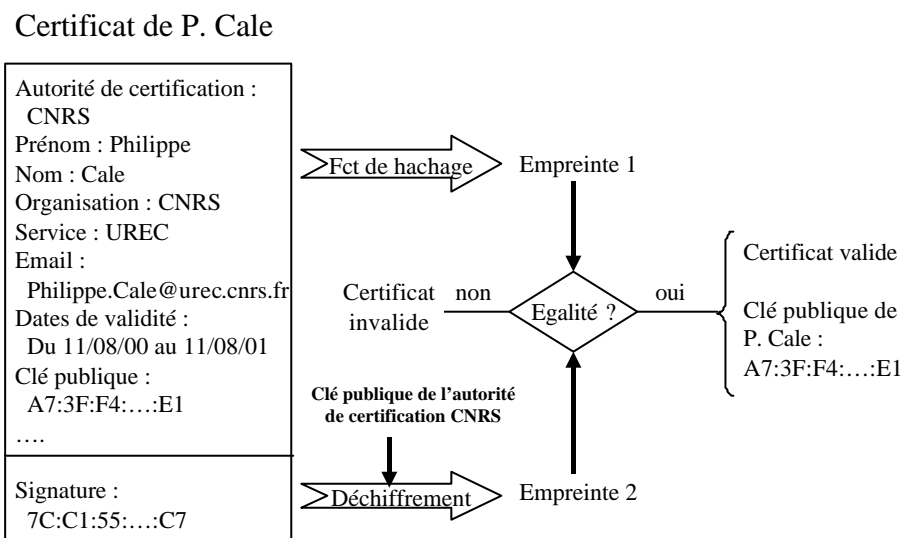 Certificat de P. Cale
Autorité de certification :
CNRS
Prénom : Philippe
Nom : Cale
Organisation : CNRS
Service : UREC
Email :
Philippe.Cale@urec.cnrs.fr
Dates de validité :
Du 11/08/00 au 11/08/01
Clé publique :
A7:3F:F4:…:E1
….
Signature :
7C:C1:55:…:C7
Fct de hachage
Empreinte 1
Certificat
invalide
non
Egalité ?
oui
Certificat valide
Clé publique de
P. Cale :
A7:3F:F4:…:E1
Clé publique de l’autorité
de certification CNRS
Déchiffrement
Empreinte 2